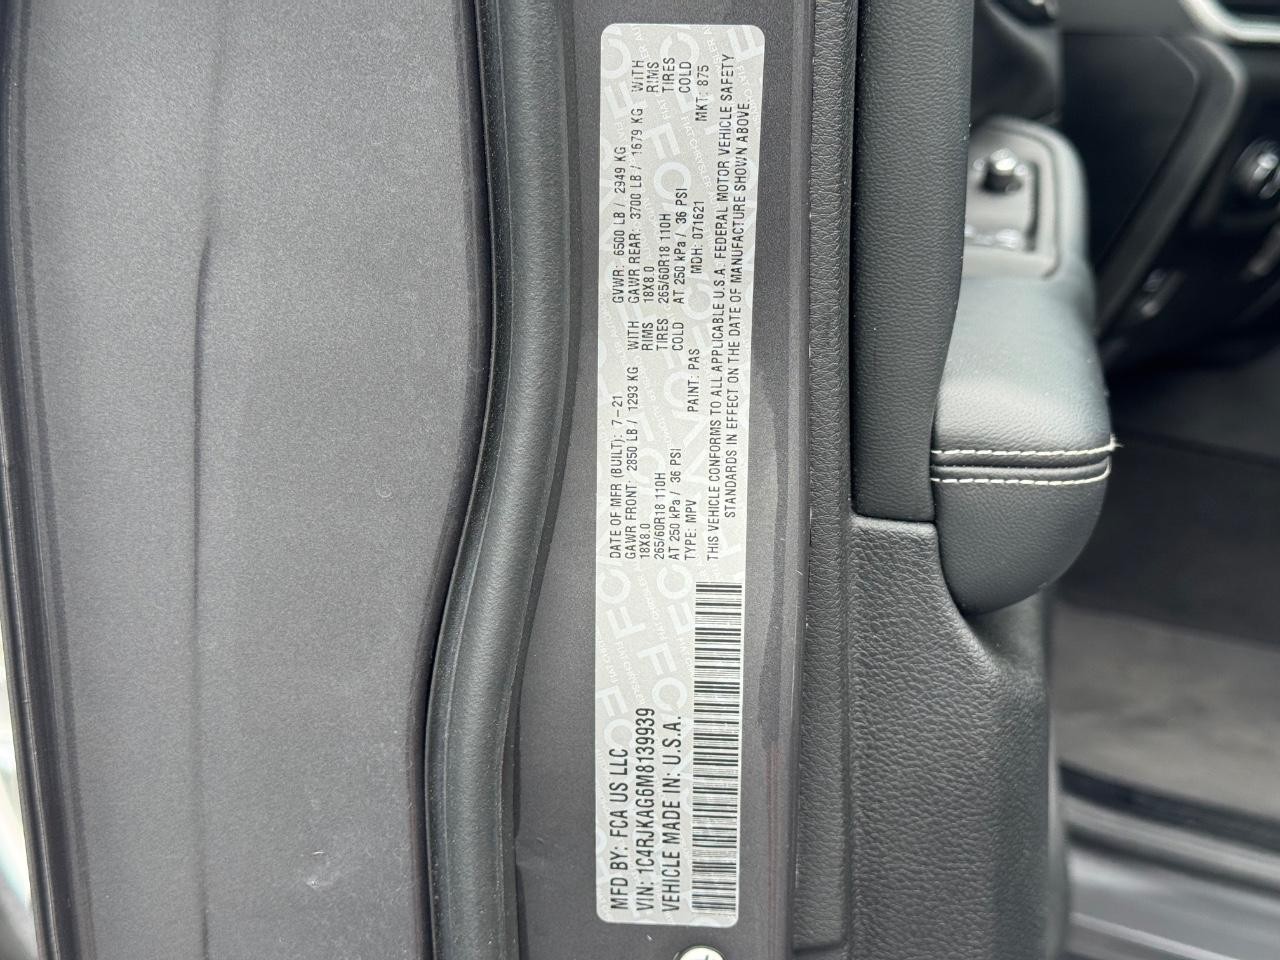 MFD BY: FCA US LLC
VIN: 1C4RJKAG6M8139939
VEHICLE MADE IN: U.S.A.
DATE OF MFR (BUILT): 7-21 GVWR: 6500 LB / 2949 KG
GAWR FRONT: 2850 LB / 1293 KG WITH GAWR REAR: 3700 LB / 1679 KG WITH
18X8.0 RIMS 18X8.0 RIMS
265/60R18 110H TIRES 265/60R18 110H TIRES
AT 250 kPa / 36 PSI COLD AT 250 kPa / 36 PSI COLD
TYPE: MPV PAINT: PAS MDH: 071621 MKT: 875
THIS VEHICLE CONFORMS TO ALL APPLICABLE U.S.A. FEDERAL MOTOR VEHICLE SAFETY
STANDARDS IN EFFECT ON THE DATE OF MANUFACTURE SHOWN ABOVE.